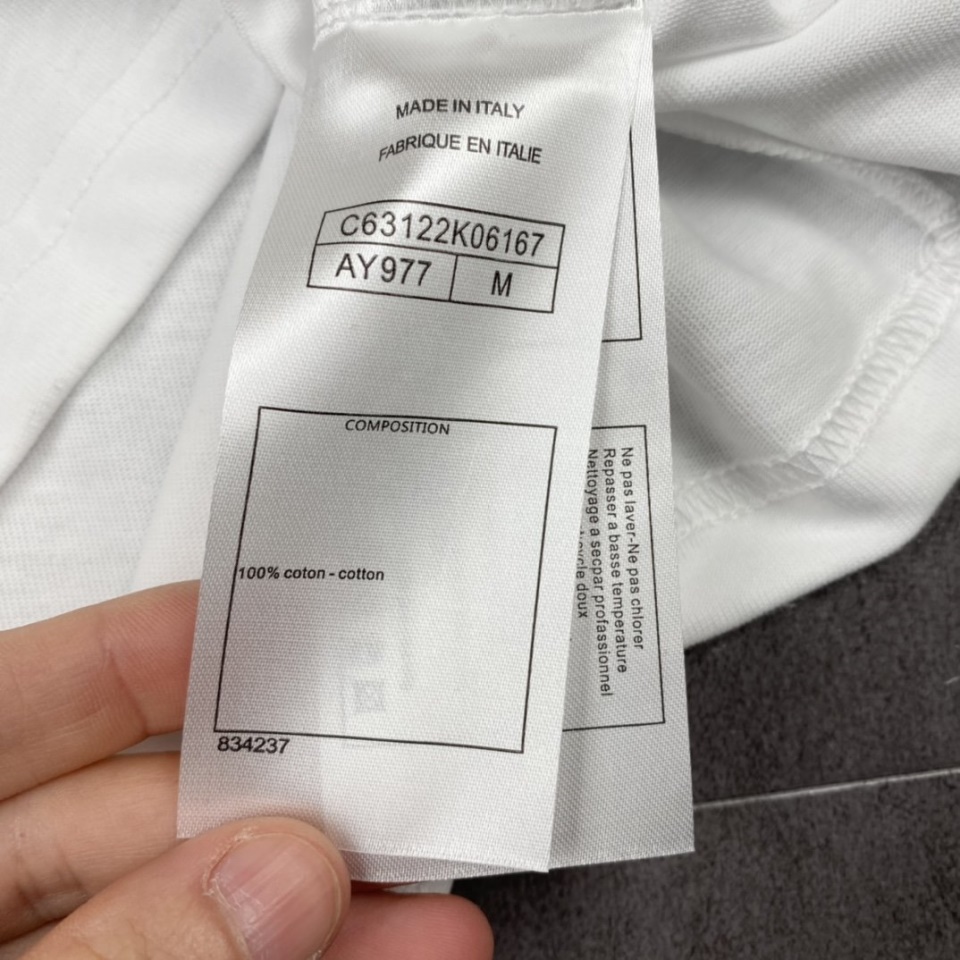 MADE IN ITALY
FABRIQUE EN ITALIE
C63122K06167
AY977 M
COMPOSITION
100% coton - cotton
834237
Ne pas laver-Ne pas chlorer
Repasser a basse temperature
Nettoyage a secpar profassionnel
doux